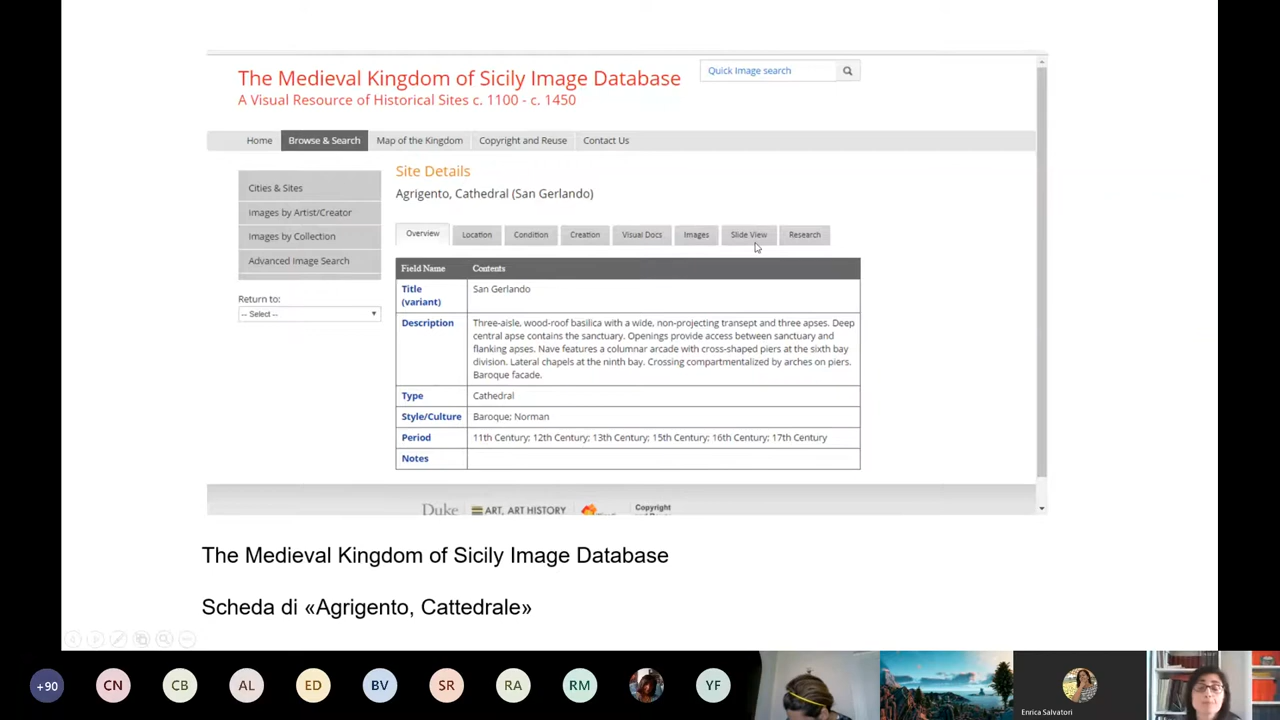 The Medieval Kingdom of Sicily Image Database
A Visual Resource of Historical Sites c. 1100 - c. 1450
Quick Image search
Home Browse & Search Map of the Kingdom Copyright and Reuse Contact Us
Cities & Sites
Images by Artist/Creator
Images by Collection
Advanced Image Search
Return to:
-- Select --
Site Details
Agrigento, Cathedral (San Gerlando)
Overview Location Condition Creation Visual Docs Images Slide View Research
Field Name Contents
Title (variant) San Gerlando
Description Three-aisle, wood-roof basilica with a wide, non-projecting transept and three apses. Deep
central apse contains the sanctuary. Openings provide access between sanctuary and
flanking apses. Nave features a columnar arcade with cross-shaped piers at the sixth bay
division. Lateral chapels at the ninth bay. Crossing compartmentalized by arches on piers.
Baroque facade.
Type Cathedral
Style/Culture Baroque; Norman
Period 11th Century; 12th Century; 13th Century; 15th Century; 16th Century; 17th Century
Notes
Duke ART, ART HISTORY Copyright
The Medieval Kingdom of Sicily Image Database
Scheda di «Agrigento, Cattedrale»
+90 CN CB AL ED BV SR RA RM YF
Enrica Salvatori